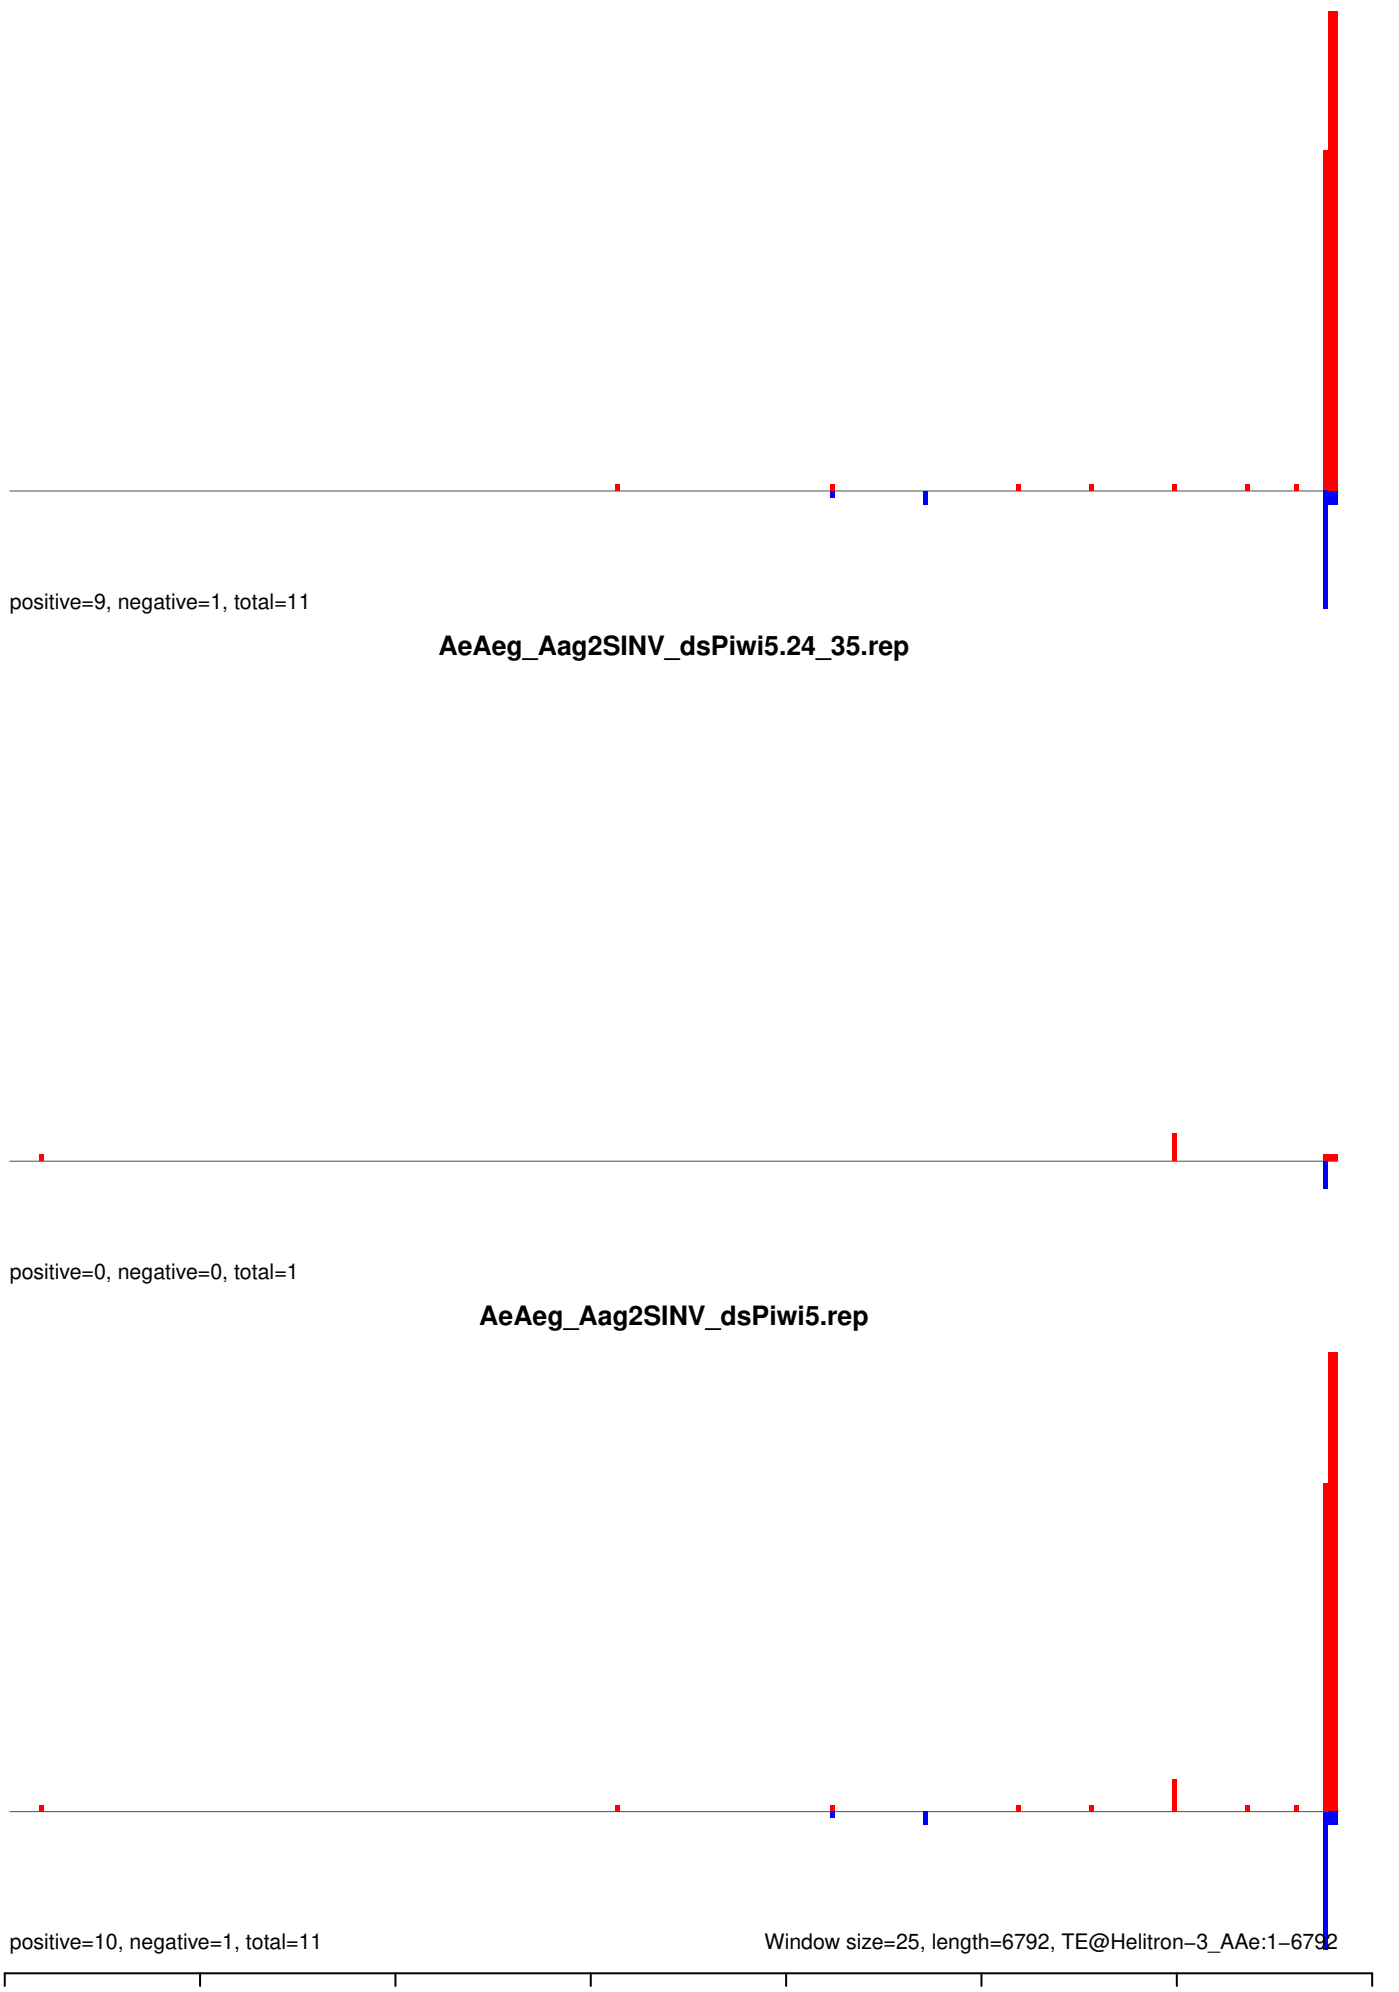 positive=9, negative=1, total=11
AeAeg_Aag2SINV_dsPiwi5.24_35.rep
positive=0, negative=0, total=1
AeAeg_Aag2SINV_dsPiwi5.rep
positive=10, negative=1, total=11
Window size=25, length=6792, TE@Helitron−3_AAe:1−6792